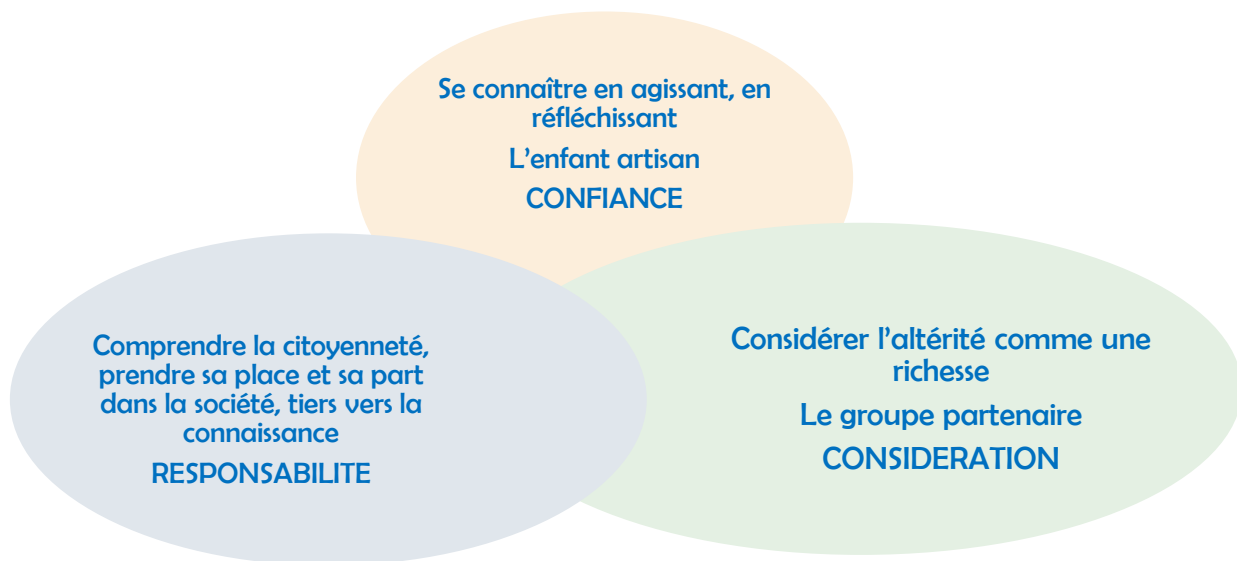 Se connaître en agissant, en
réfléchissant
L'enfant artisan
CONFIANCE
Comprendre la citoyenneté,
prendre sa place et sa part
dans la société, tiers vers la
connaissance
RESPONSABILITE
Considérer l'altérité comme une
richesse
Le groupe partenaire
CONSIDERATION